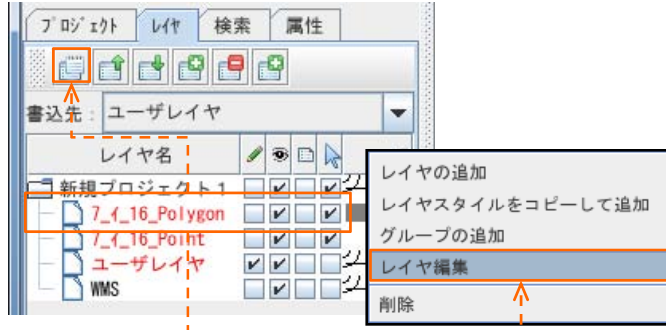 プロジェクト レイヤ 検索 属性
書込先: ユーザレイヤ
レイヤ名
新規プロジェクト1
7_イ_16_Polygon
7_イ_16_Point
ユーザレイヤ
WMS
レイヤの追加
レイヤスタイルをコピーして追加
グループの追加
レイヤ編集
削除